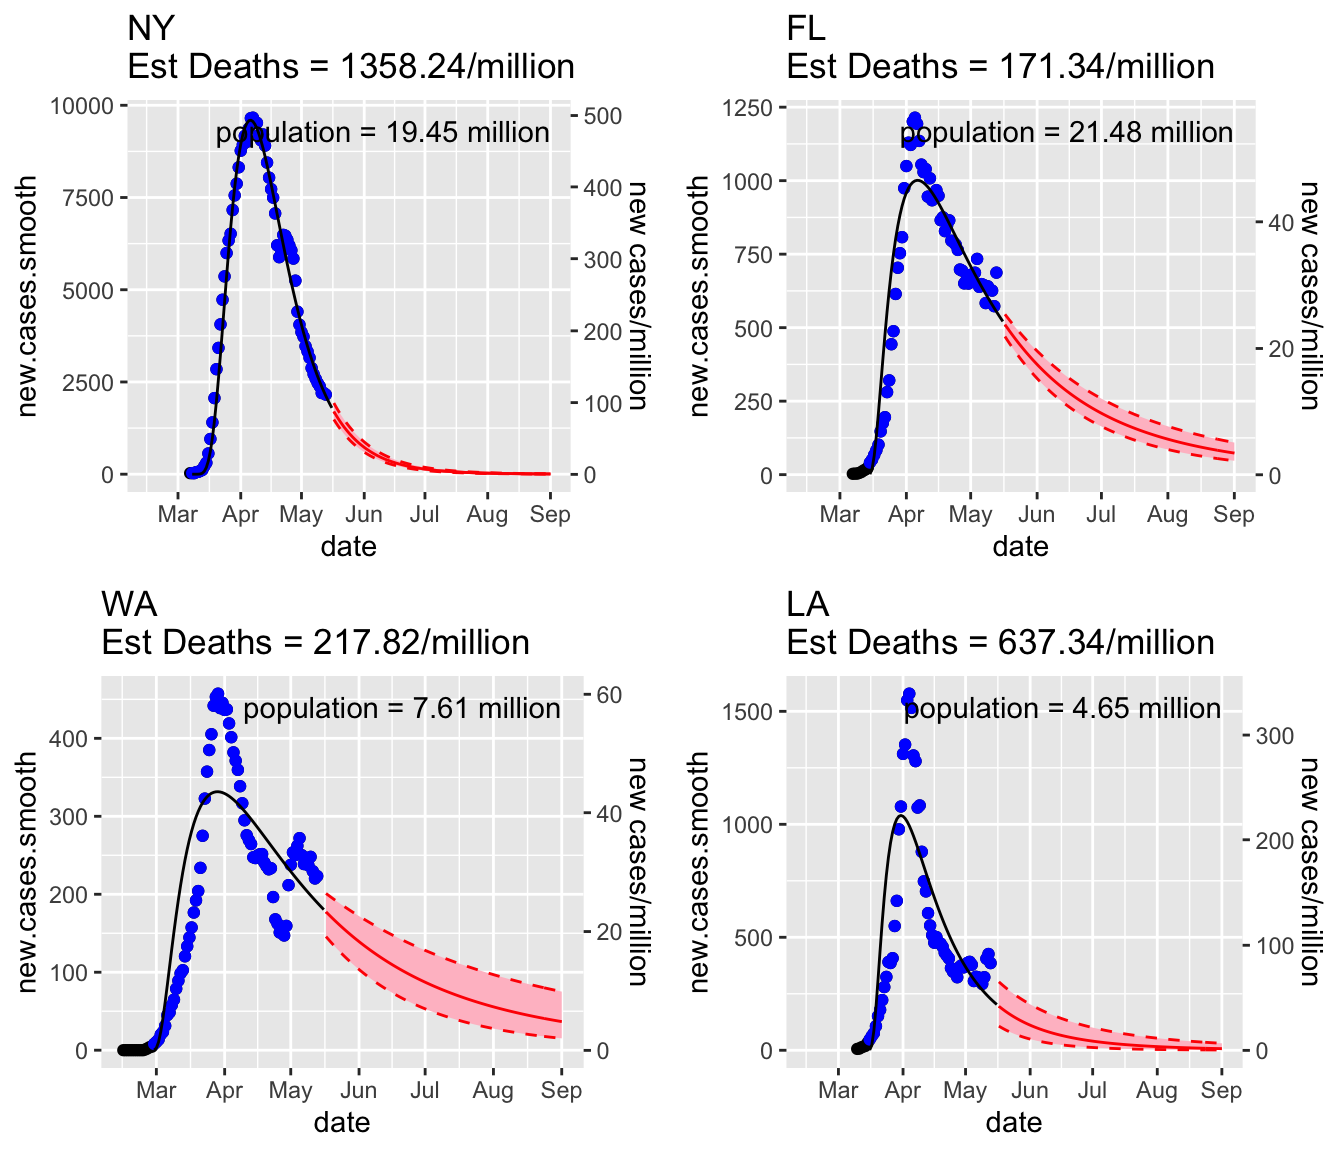 NY
Est Deaths = 1358.24/million
population = 19.45 million
10000
7500
5000
2500
0
new.cases.smooth
500
400
300
200
100
0
new cases/million
Mar Apr May Jun Jul Aug Sep
date
FL
Est Deaths = 171.34/million
population = 21.48 million
1250
1000
750
500
250
0
new.cases.smooth
40
20
0
new cases/million
Mar Apr May Jun Jul Aug Sep
date
WA
Est Deaths = 217.82/million
population = 7.61 million
400
300
200
100
0
new.cases.smooth
60
40
20
0
new cases/million
Mar Apr May Jun Jul Aug Sep
date
LA
Est Deaths = 637.34/million
population = 4.65 million
1500
1000
500
0
new.cases.smooth
300
200
100
0
new cases/million
Mar Apr May Jun Jul Aug Sep
date